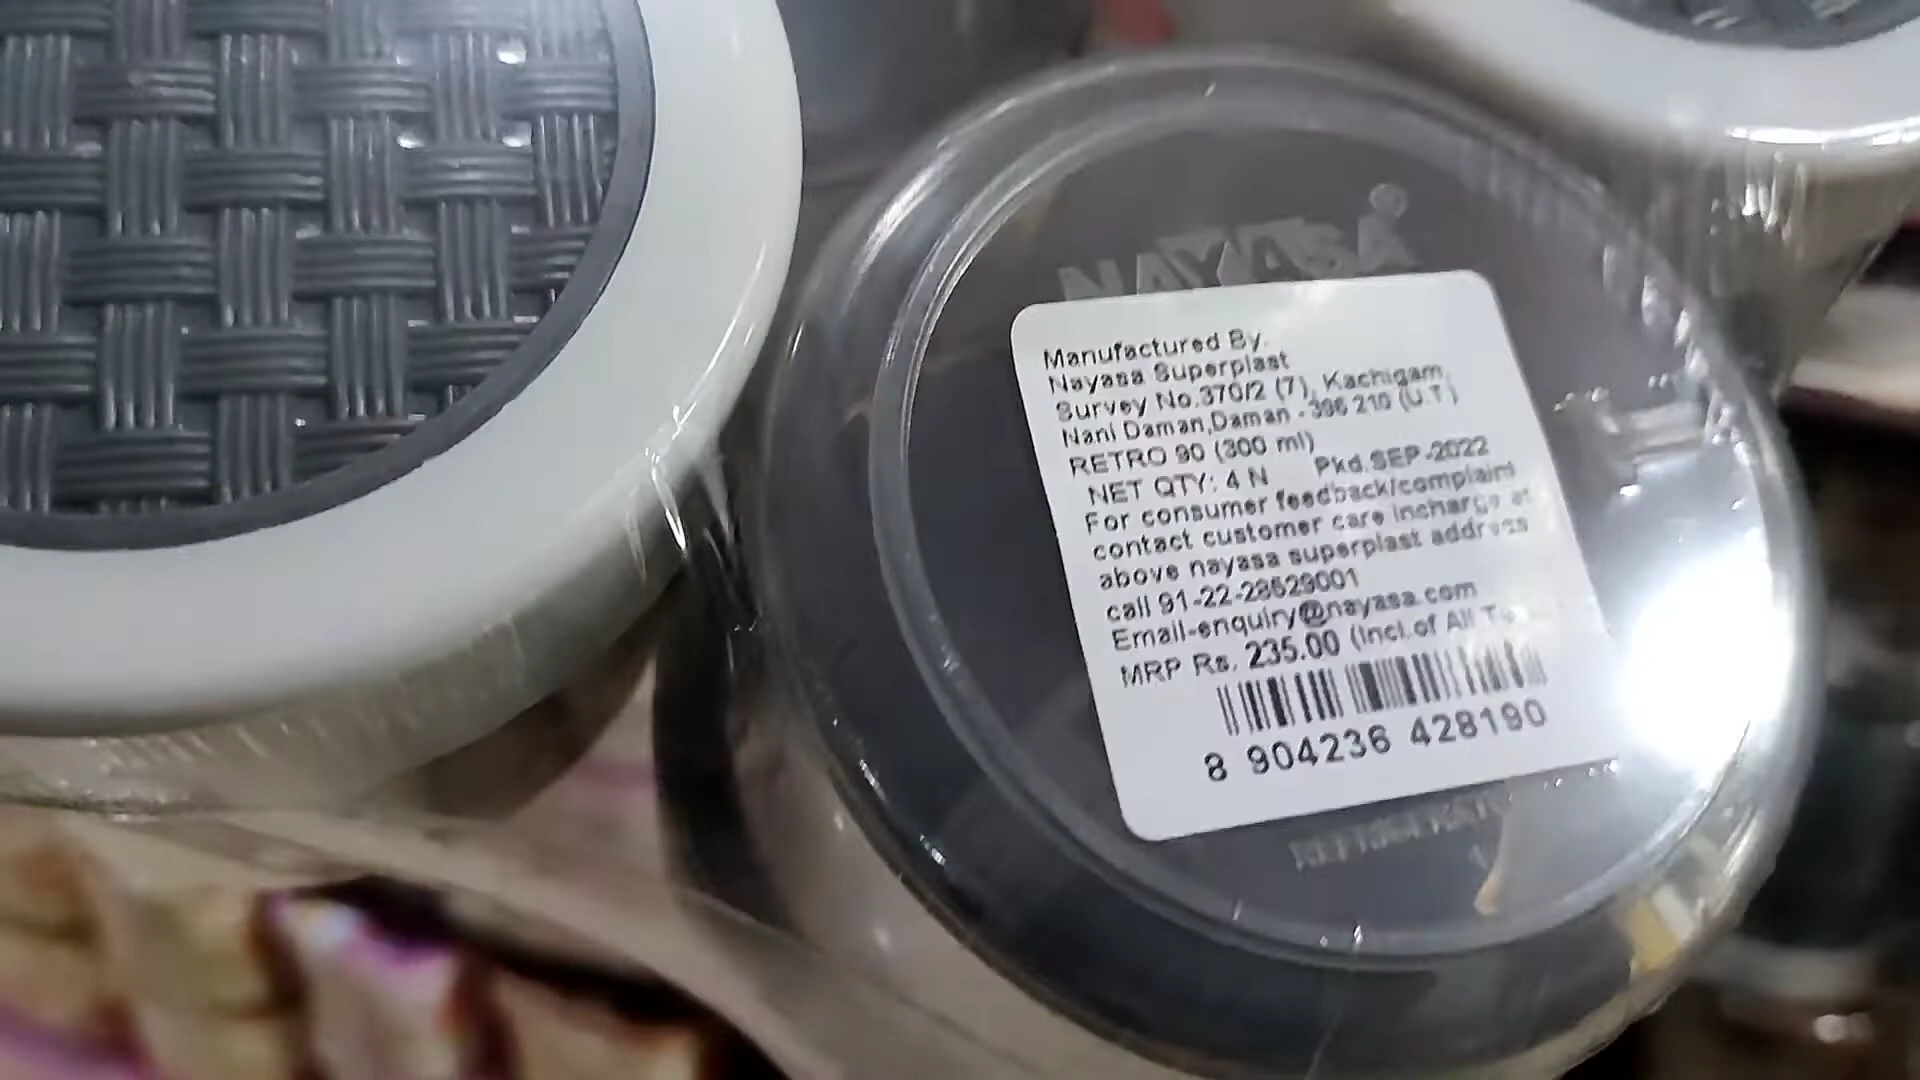 NAYASA®
Manufactured By.
Nayasa Superplast
Survey No.370/2 (7), Kachigam,
Nani Daman,Daman - 396 210 (U.T)
RETRO 90 (300 ml)
NET QTY: 4 N Pkd.SEP-2022
For consumer feedback/complaint
contact customer care incharge at
above nayasa superplast address
call 91-22-28629001
Email-enquiry@nayasa.com
MRP Rs. 235.00 (Incl.of All
8 904236 428190